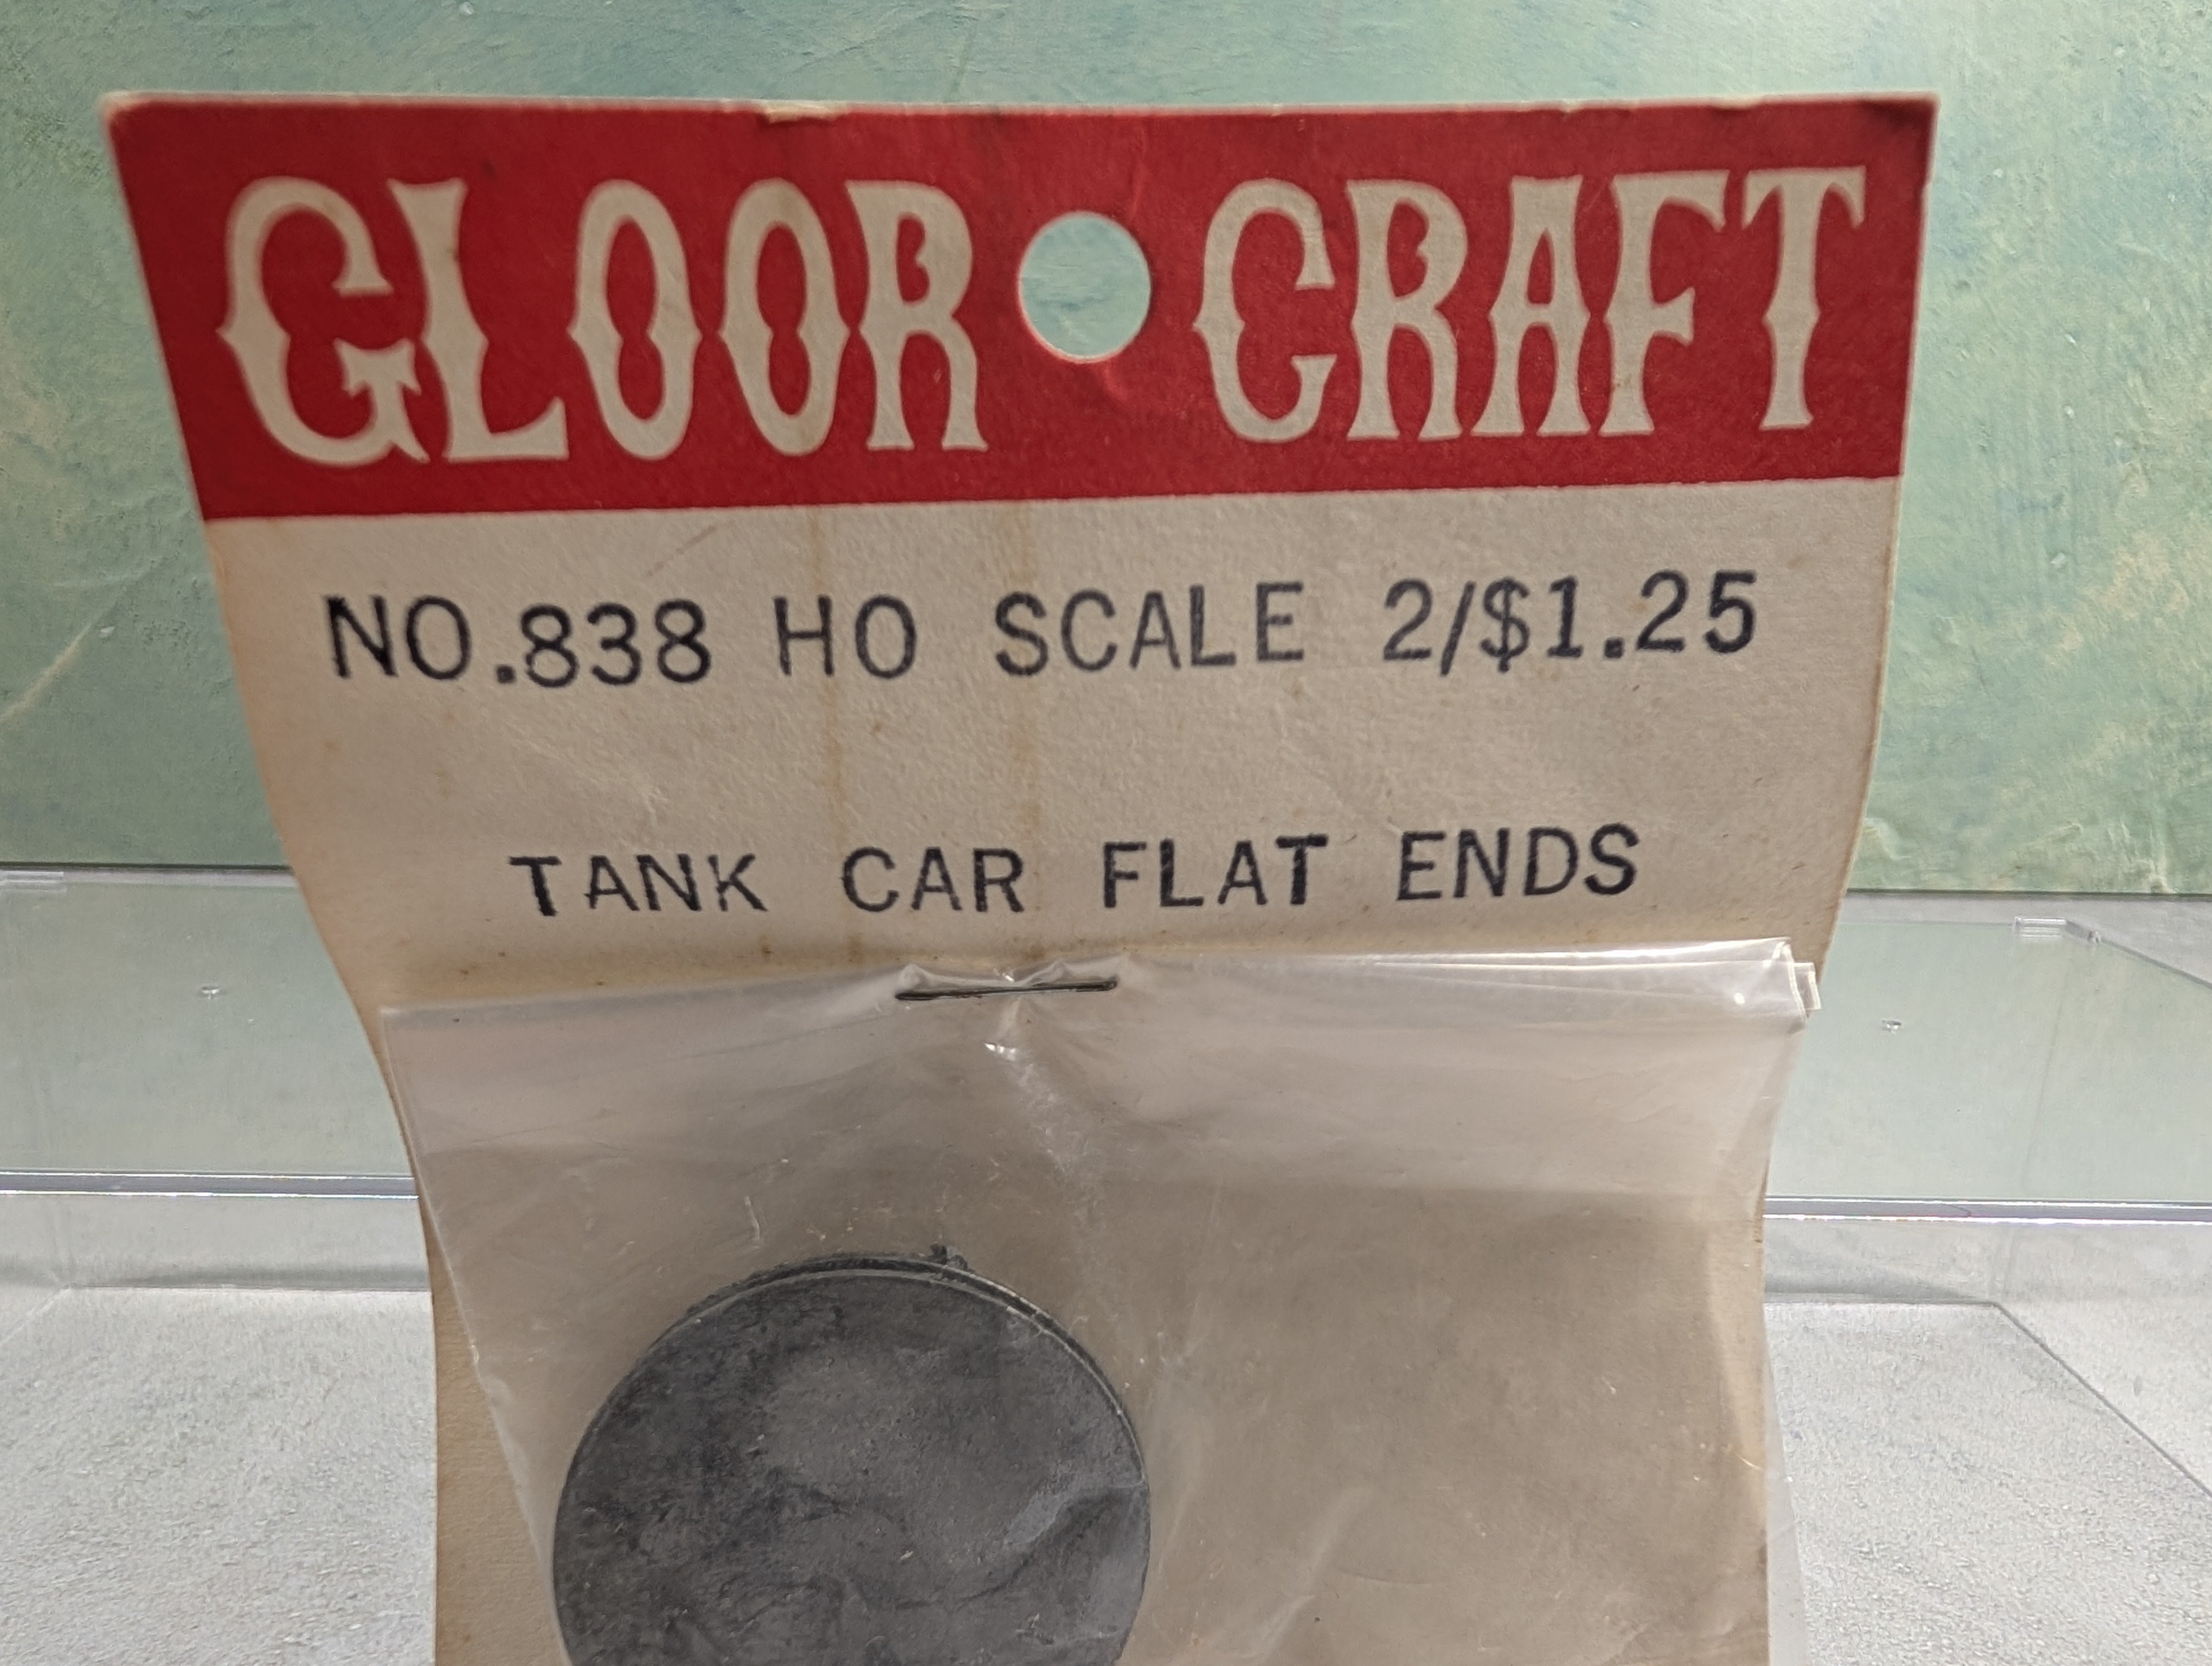 GLOOR CRAFT
NO.838 HO SCALE 2/$1.25
TANK CAR FLAT ENDS